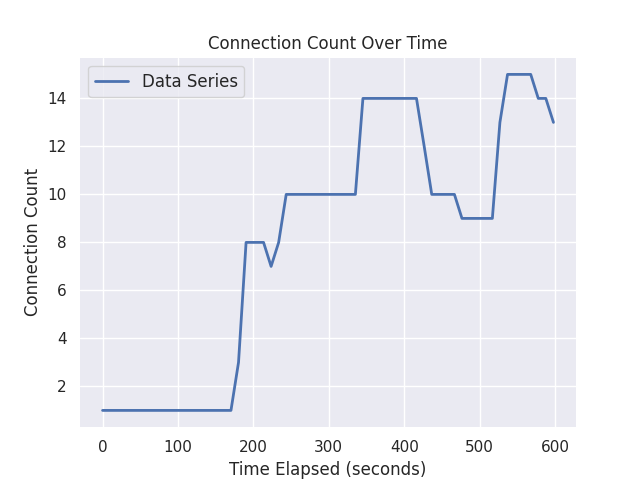 Connection Count Over Time
Data Series
14
12
10
8
6
4
2
Connection Count
0 100 200 300 400 500 600
Time Elapsed (seconds)